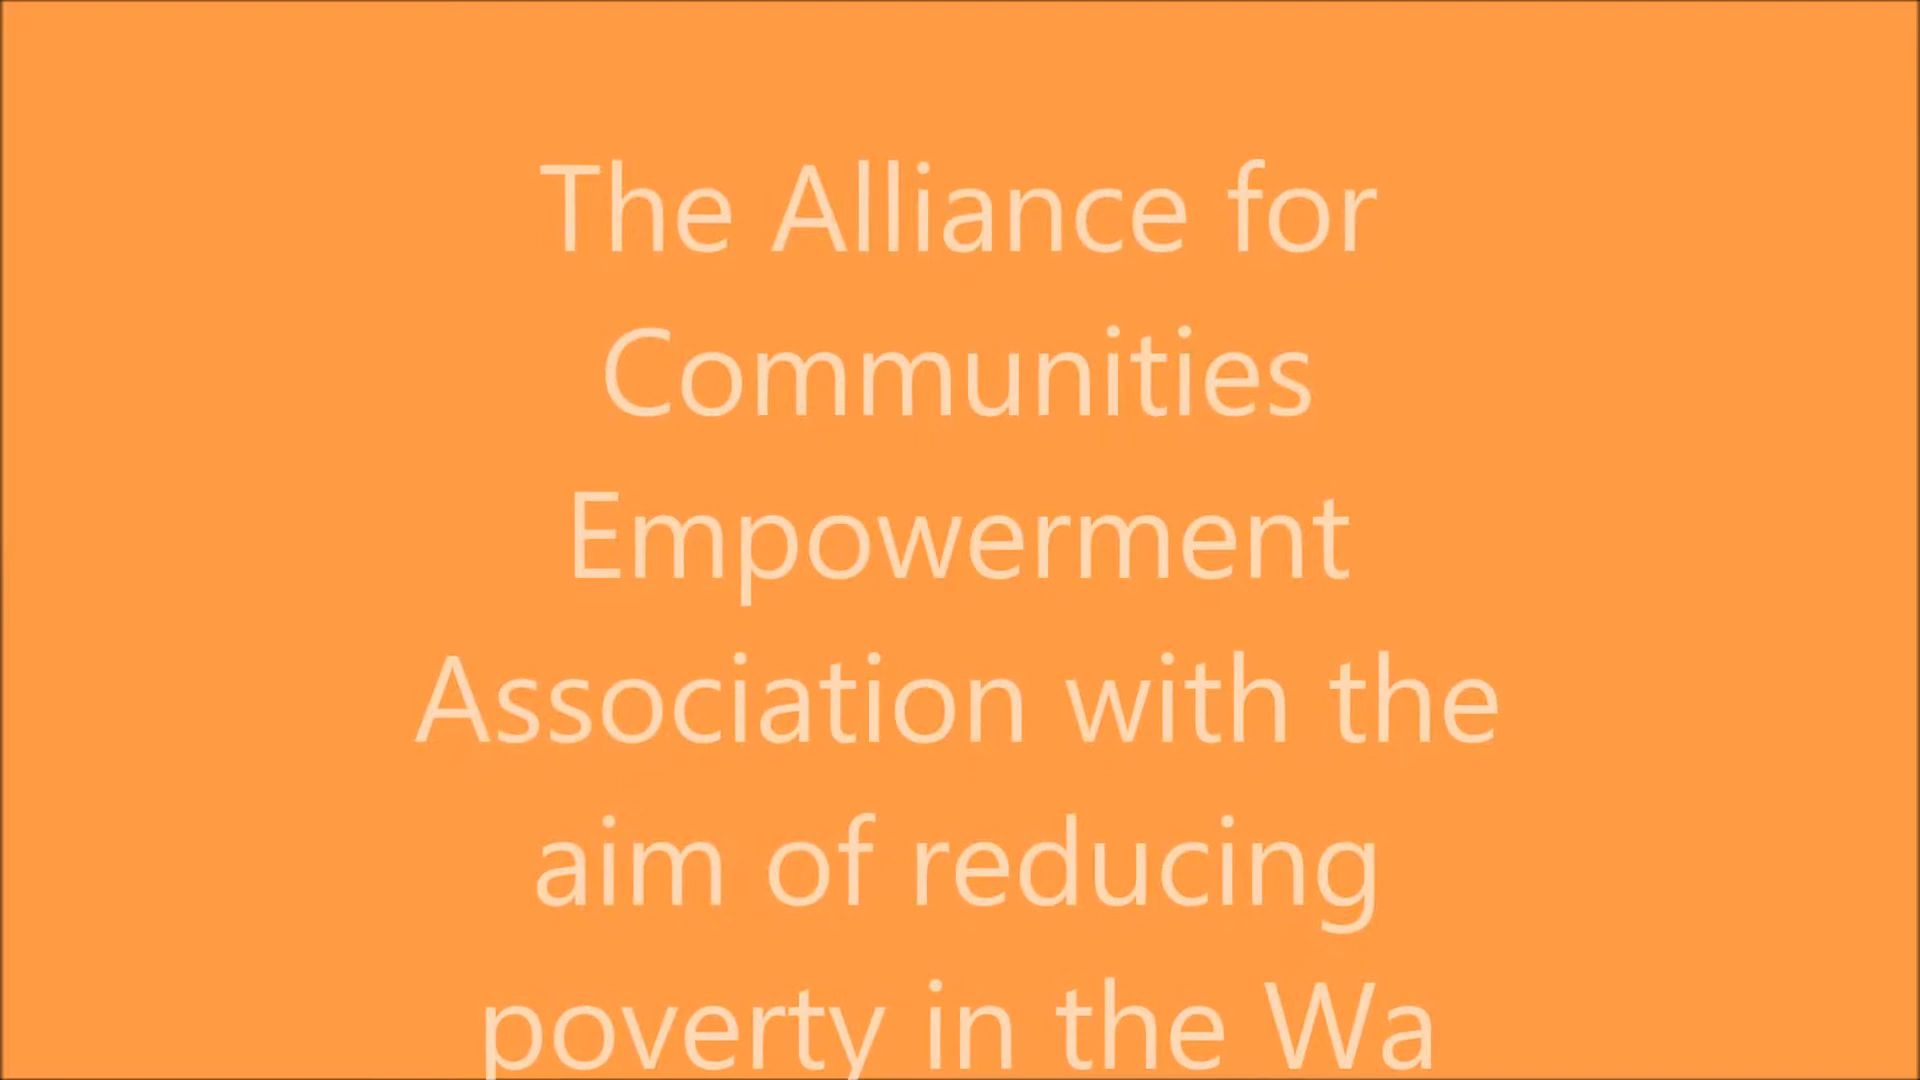 The Alliance for
Communities
Empowerment
Association with the
aim of reducing
poverty in the Wa